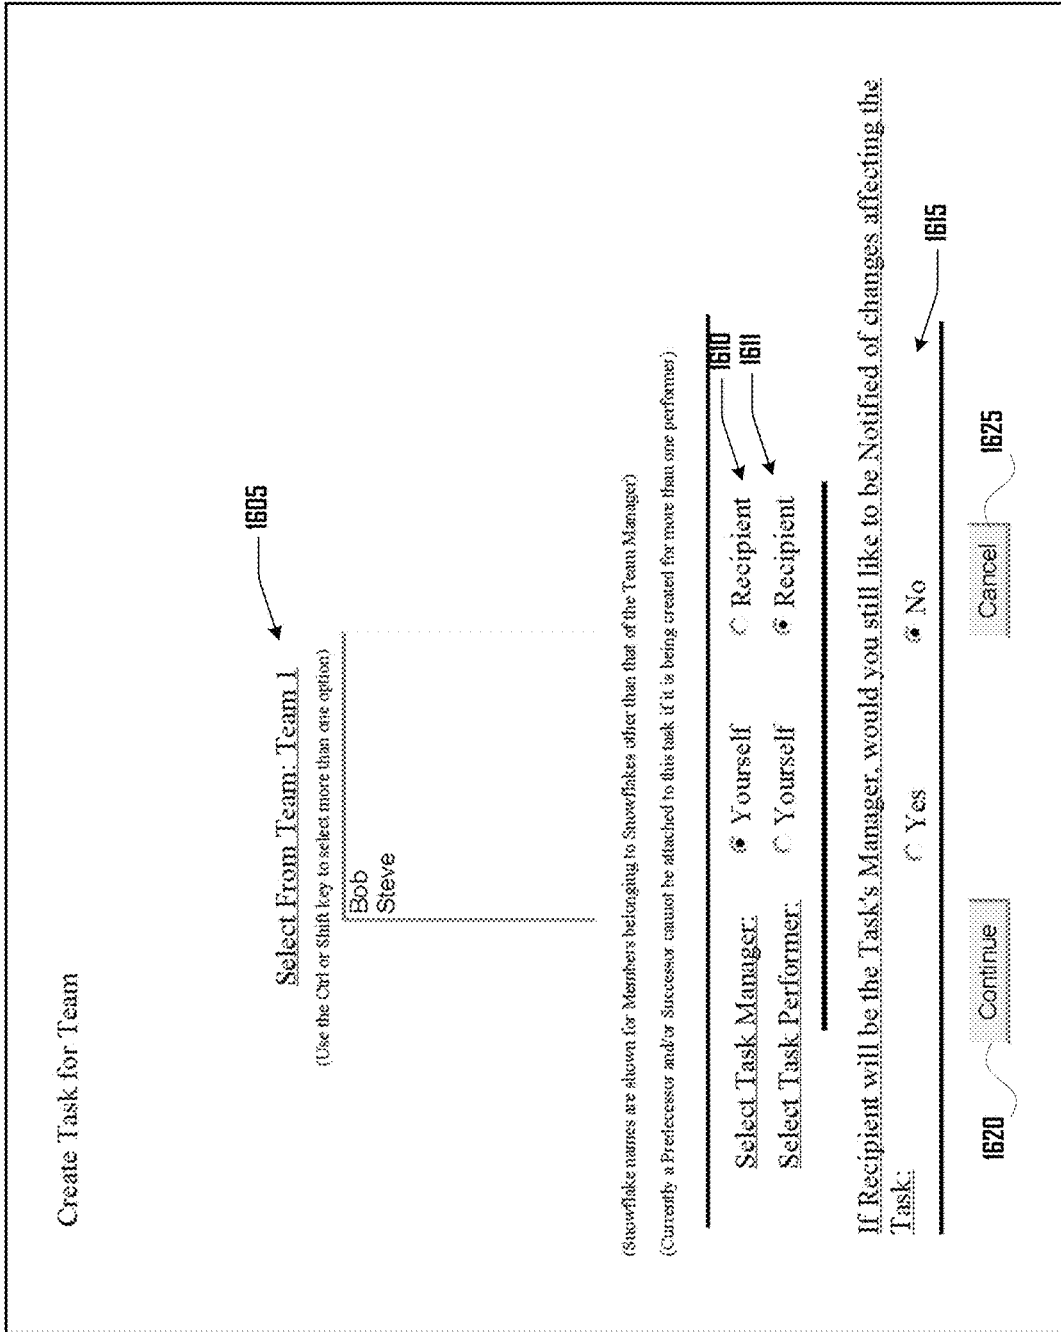 Create Task for Team
1605
Select From Team: Team 1
(Use the Ctrl or Shift key to select more than one option)
Bob
Steve
(Snowflake names are shown for Members belonging to Snowflakes other than that of the Team Manager)
(Currently a Predecessor and/or Successor cannot be attached to this task if it is being created for more than one performer)
1610
Select Task Manager: Yourself Recipient
1611
Select Task Performer: Yourself Recipient
If Recipient will be the Task's Manager, would you still like to be Notified of changes affecting the
Task:
Yes No
1615
Continue Cancel
1620
1625